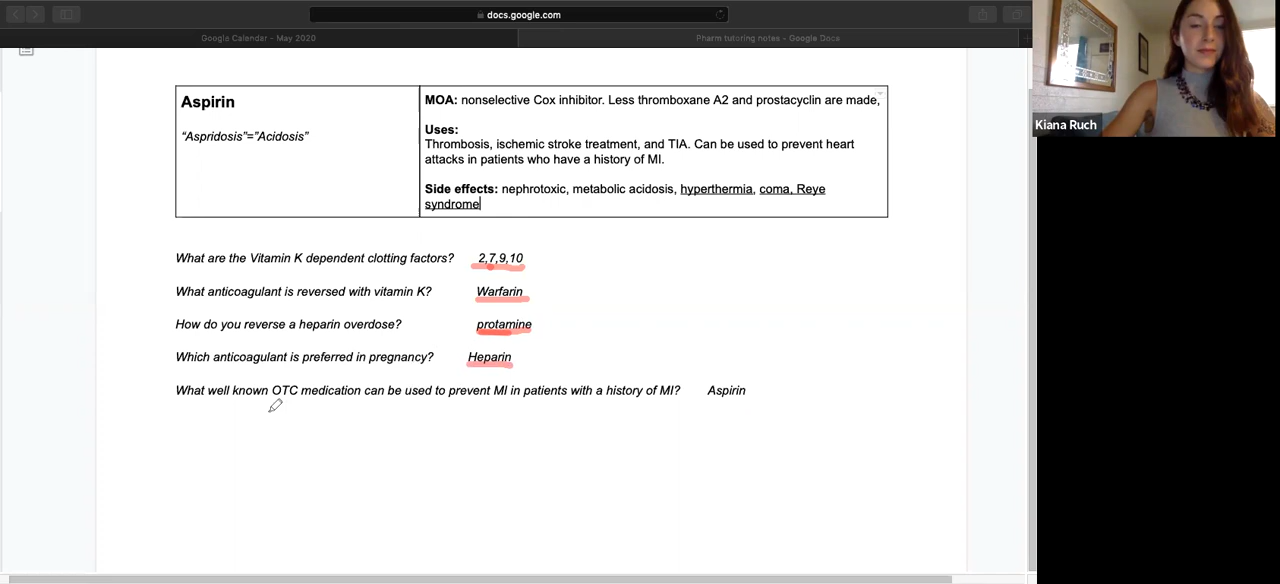 docs.google.com
Google Calendar - May 2020
Pharm tutoring notes - Google Docs
Kiana Ruch
Aspirin
"Aspridosis"="Acidosis"
MOA: nonselective Cox inhibitor. Less thromboxane A2 and prostacyclin are made,
Uses:
Thrombosis, ischemic stroke treatment, and TIA. Can be used to prevent heart
attacks in patients who have a history of MI.
Side effects: nephrotoxic, metabolic acidosis, hyperthermia, coma, Reye
syndrome
What are the Vitamin K dependent clotting factors? 2,7,9,10
What anticoagulant is reversed with vitamin K? Warfarin
How do you reverse a heparin overdose? protamine
Which anticoagulant is preferred in pregnancy? Heparin
What well known OTC medication can be used to prevent MI in patients with a history of MI? Aspirin